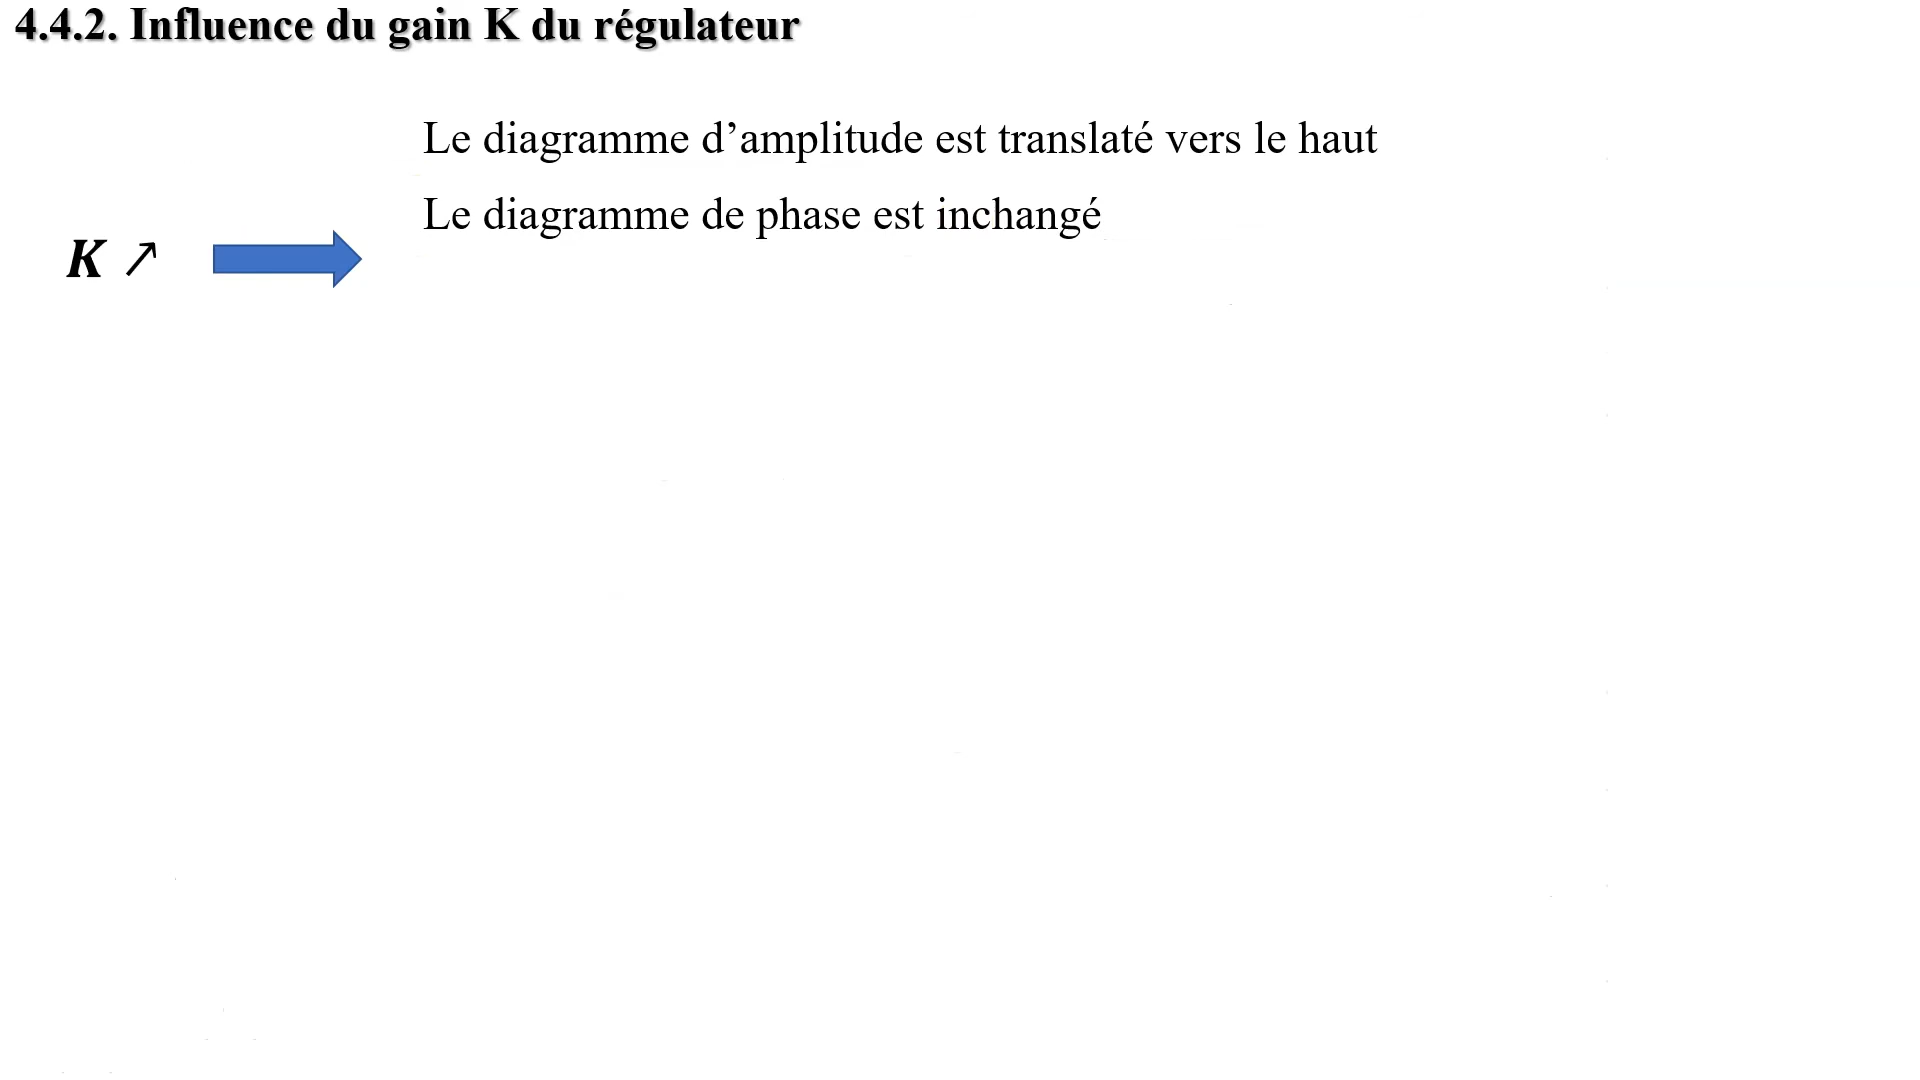 4.4.2. Influence du gain K du régulateur
Le diagramme d’amplitude est translaté vers le haut
Le diagramme de phase est inchangé
K ↗